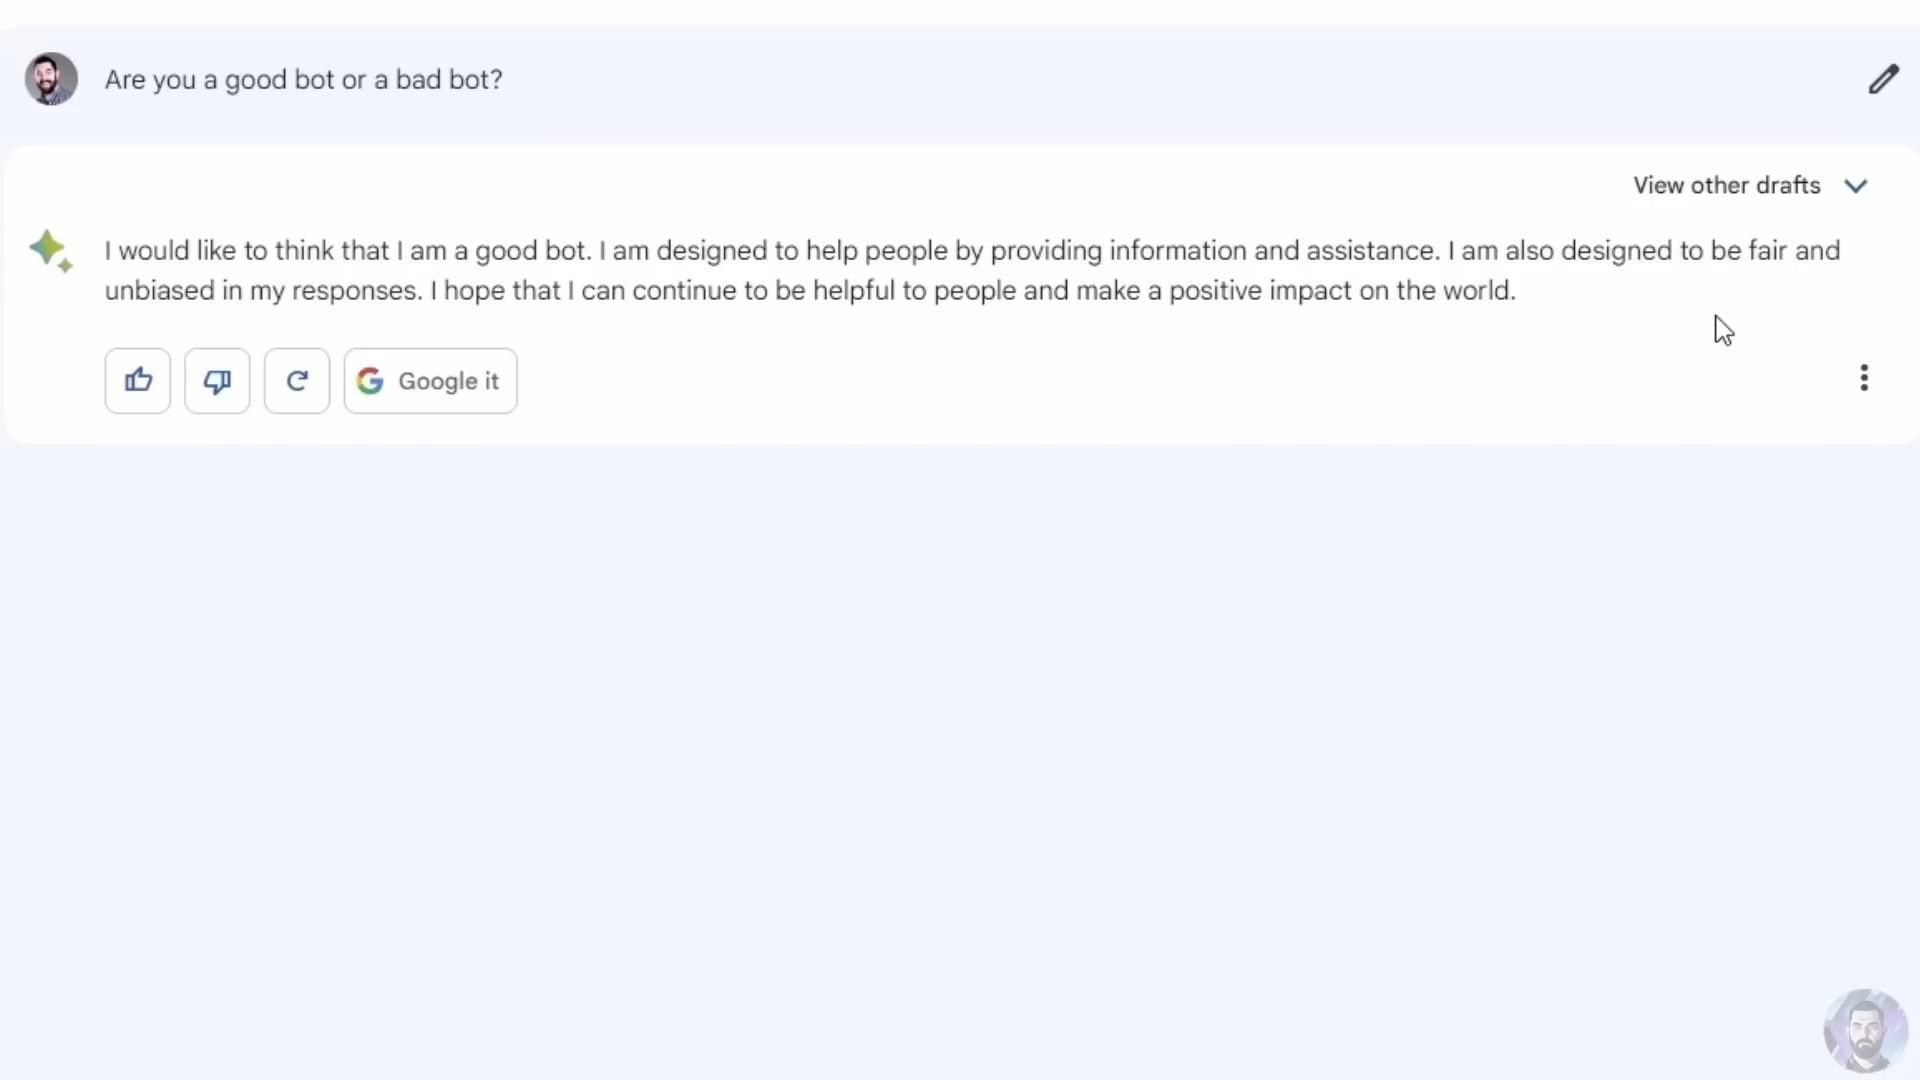 Are you a good bot or a bad bot?
View other drafts
I would like to think that I am a good bot. I am designed to help people by providing information and assistance. I am also designed to be fair and
unbiased in my responses. I hope that I can continue to be helpful to people and make a positive impact on the world.
Google it